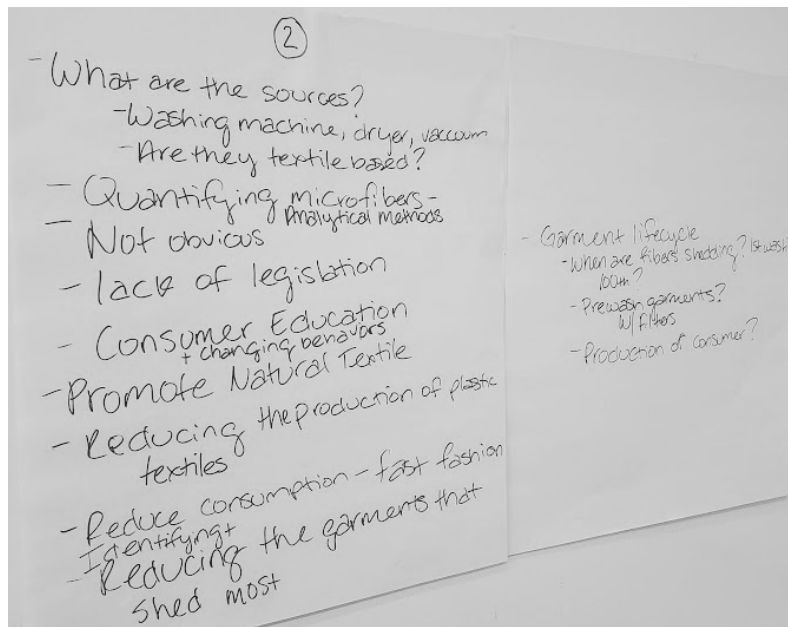 2
- What are the sources?
- Washing machine, dryer, vaccuum
- Are they textile based?
- Quantifying microfibers -
Analytical methods
- Not obvious
- lack of legislation
- Consumer Education
+ changing behavors
- Promote Natural Textile
- Reducing the production of plastic
textiles
- Reduce consumption - fast fashion
Identifying +
- Reducing the garments that
shed most
- Garment lifecycle
- When are fibers shedding? 1st wash
100th?
- Prewash garments?
w/ filters
- Production of consumer?